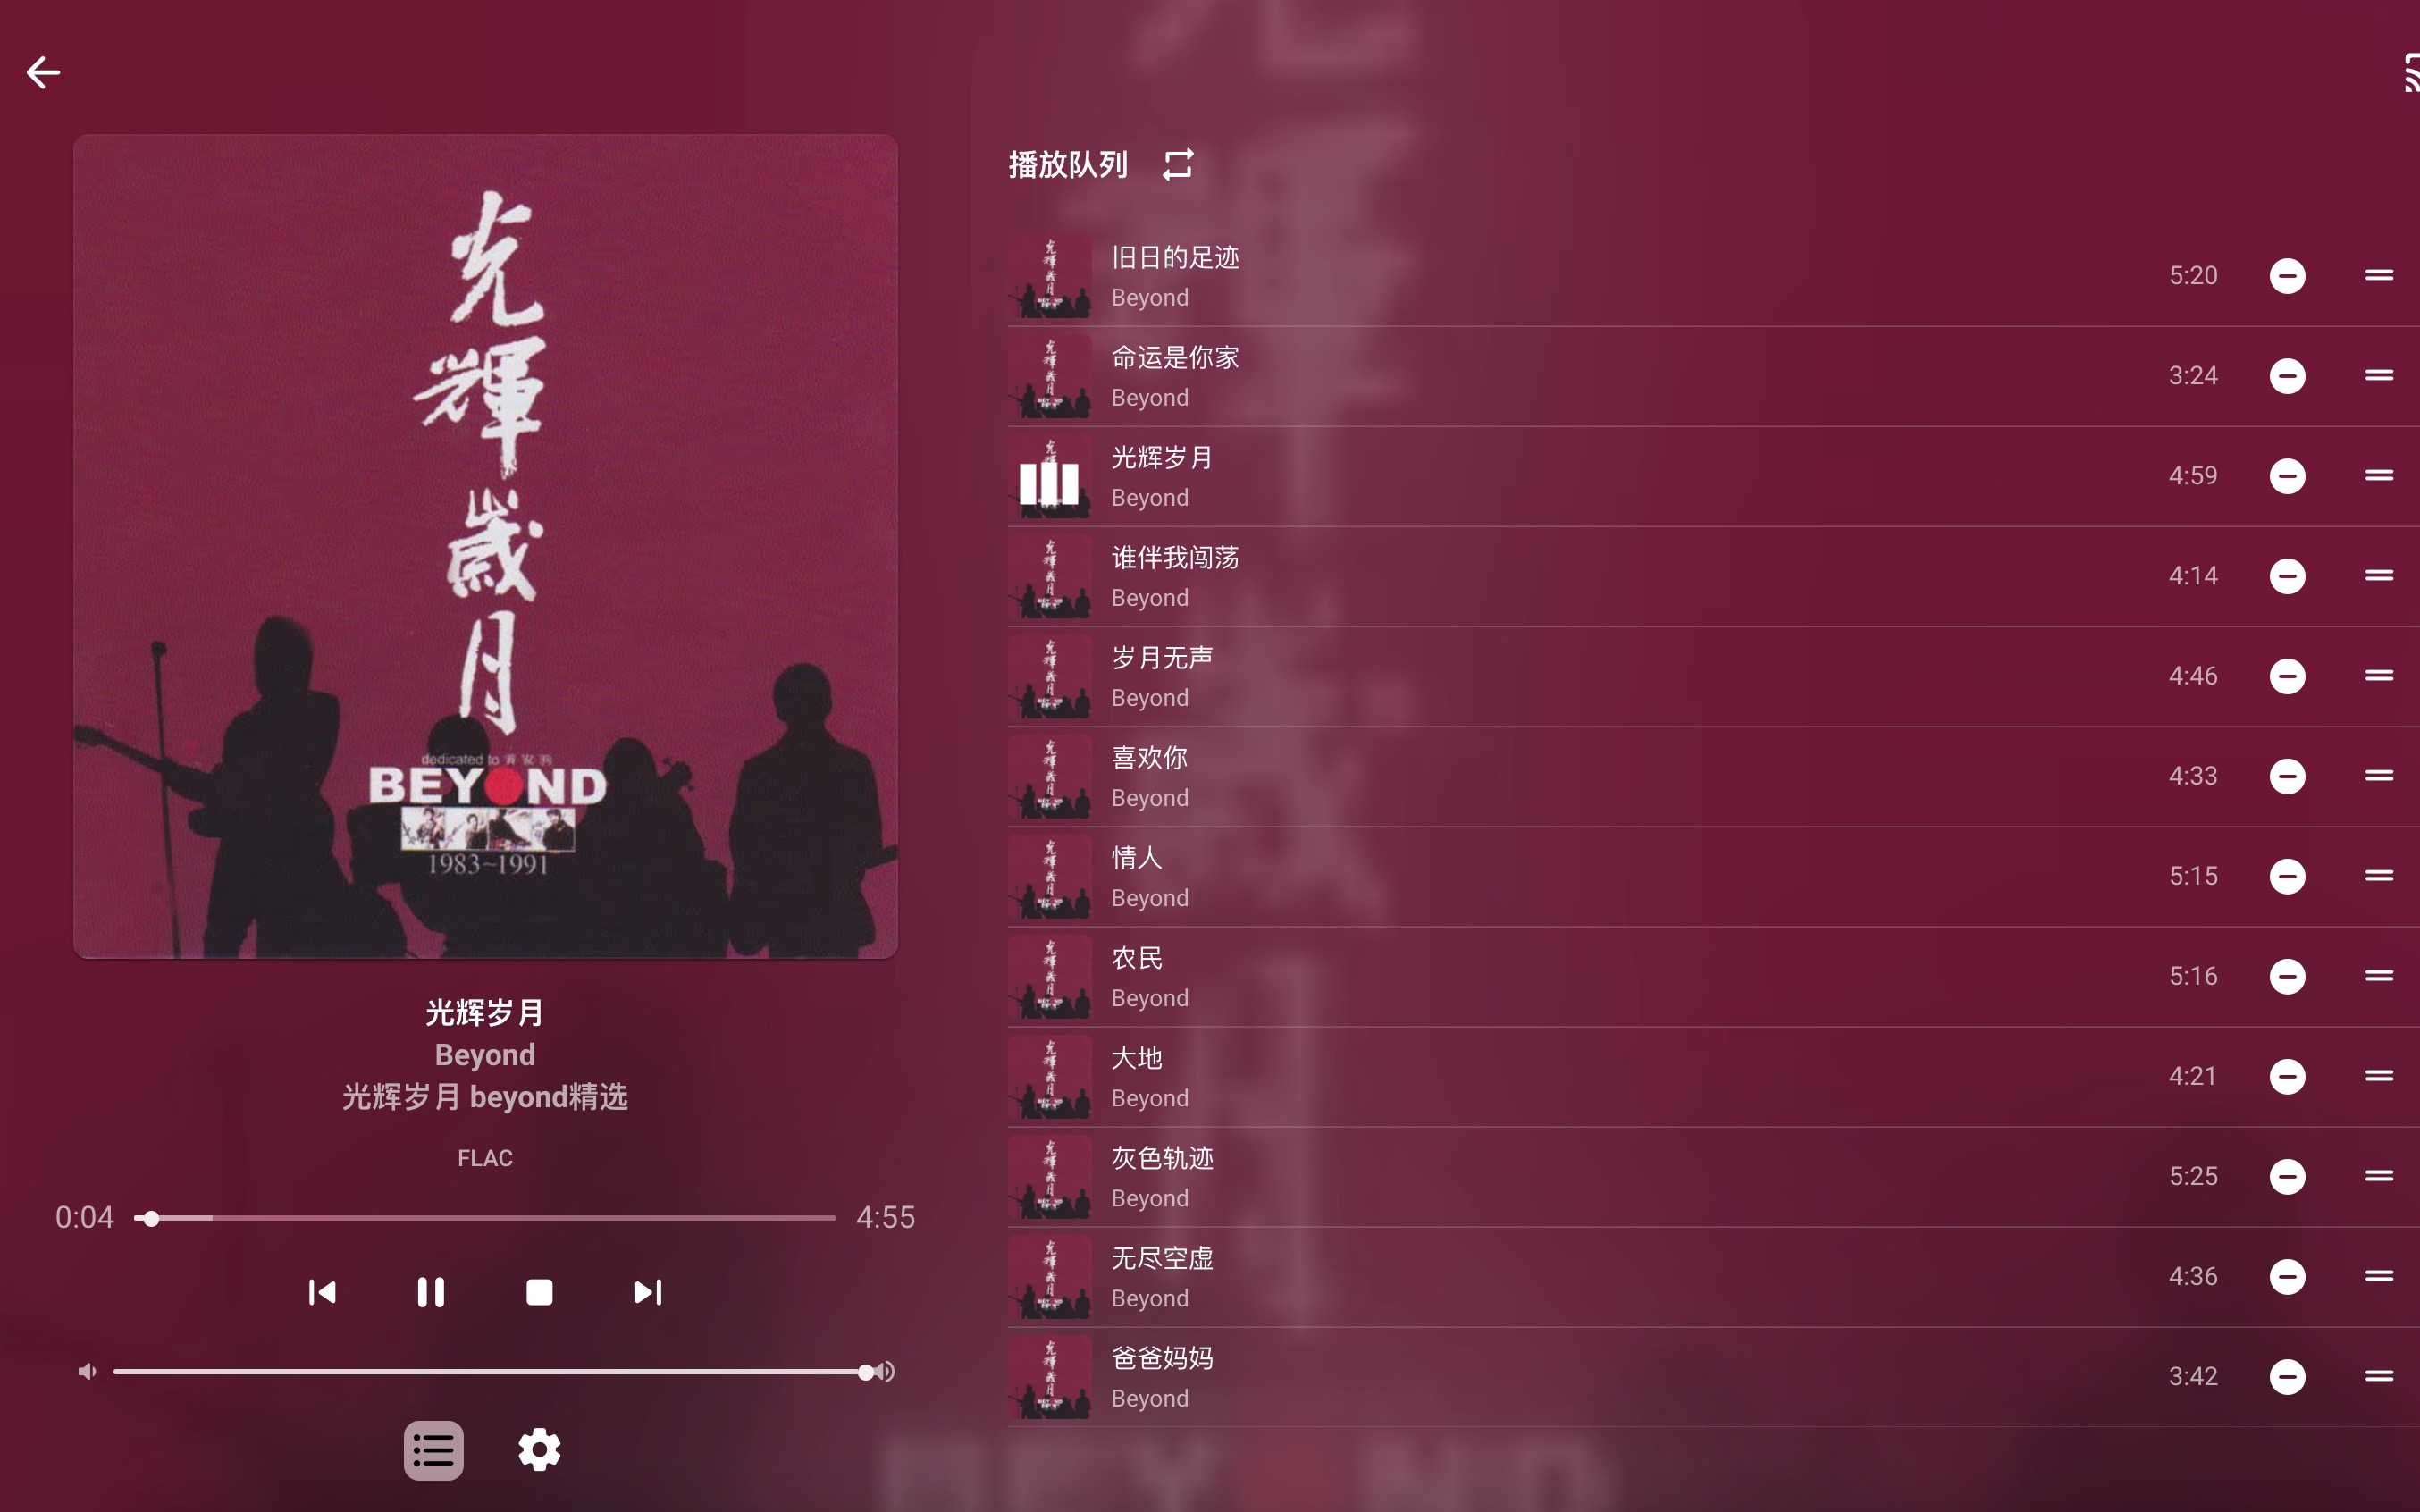 光
輝
歲
月
dedicated to 黃家驹
BEYOND
1983~1991
光辉岁月
Beyond
光辉岁月 beyond精选
FLAC
0:04
4:55
播放队列
旧日的足迹
Beyond
5:20
命运是你家
Beyond
3:24
光辉岁月
Beyond
4:59
谁伴我闯荡
Beyond
4:14
岁月无声
Beyond
4:46
喜欢你
Beyond
4:33
情人
Beyond
5:15
农民
Beyond
5:16
大地
Beyond
4:21
灰色轨迹
Beyond
5:25
无尽空虚
Beyond
4:36
爸爸妈妈
Beyond
3:42